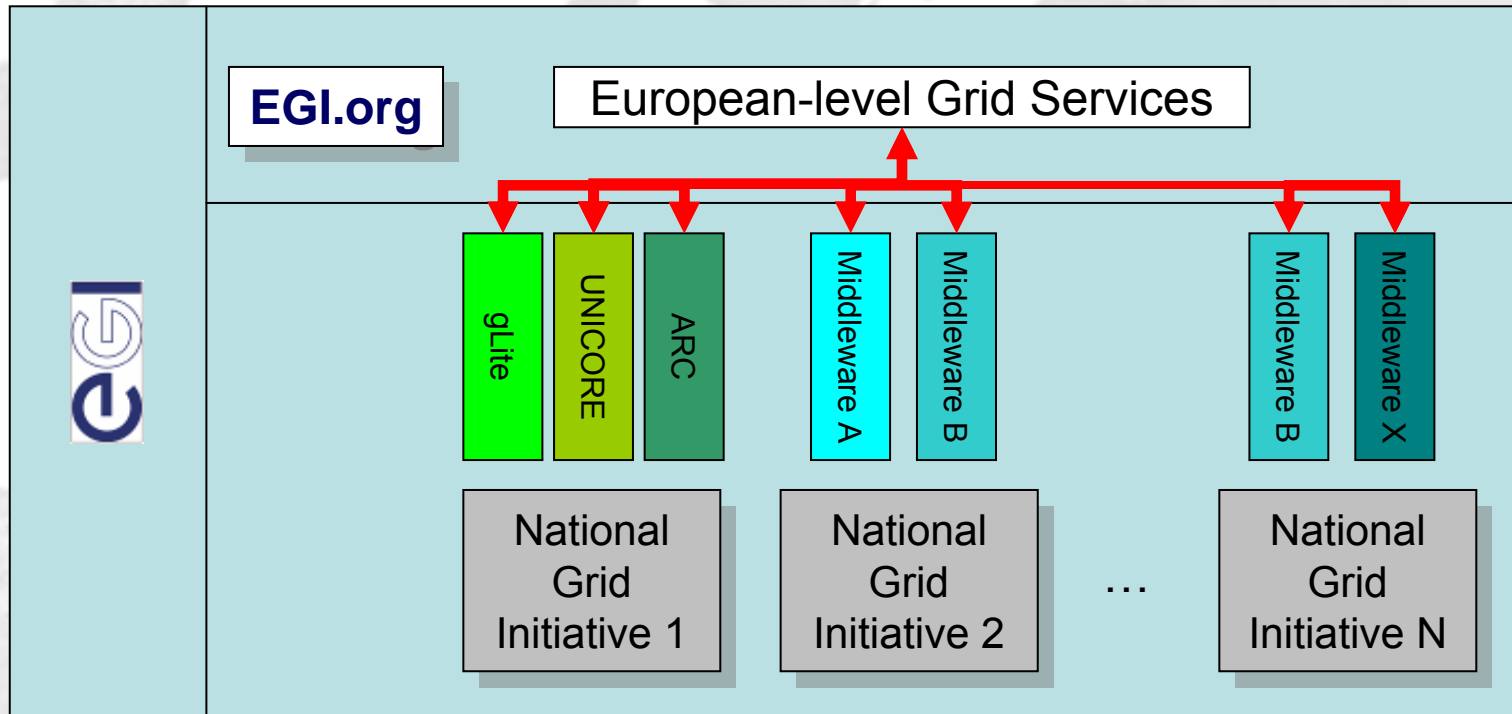 EGI.org
European-level Grid Services
egi
gLite
UNICORE
ARC
Middleware A
Middleware B
Middleware B
Middleware X
National
Grid
Initiative 1
National
Grid
Initiative 2
…
National
Grid
Initiative N